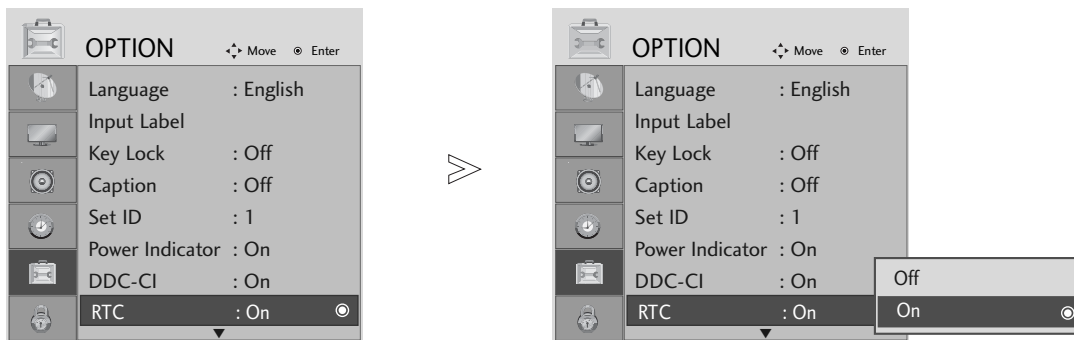 OPTION Move Enter
Language : English
Input Label
Key Lock : Off
Caption : Off
Set ID : 1
Power Indicator : On
DDC-CI : On
RTC : On
OPTION Move Enter
Language : English
Input Label
Key Lock : Off
Caption : Off
Set ID : 1
Power Indicator : On
DDC-CI : On
RTC : On
Off
On